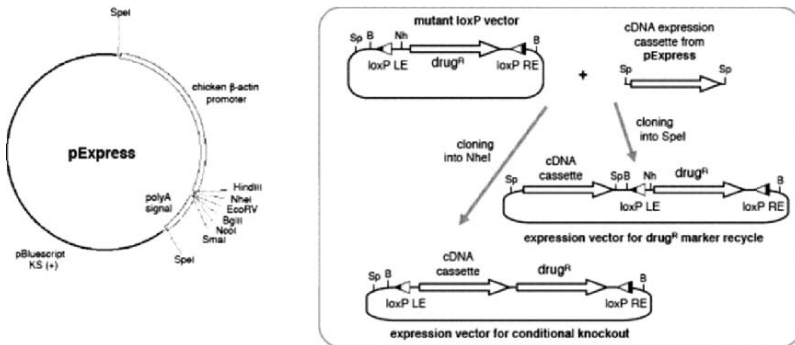 SpeI
chicken β-actin
promoter
pExpress
HindIII
NheI
EcoRV
BglII
NcoI
SmaI
polyA
signal
SpeI
pBluescript
KS (+)
mutant loxP vector
Sp B Nh B
loxP LE drugᴿ loxP RE
+
cDNA expression
cassette from
pExpress
Sp Sp
cloning
into NheI
cloning
into SpeI
cDNA
cassette
Sp SpB Nh drugᴿ B
loxP LE loxP RE
expression vector for drugᴿ marker recycle
cDNA
cassette
Sp B drugᴿ B
loxP LE loxP RE
expression vector for conditional knockout